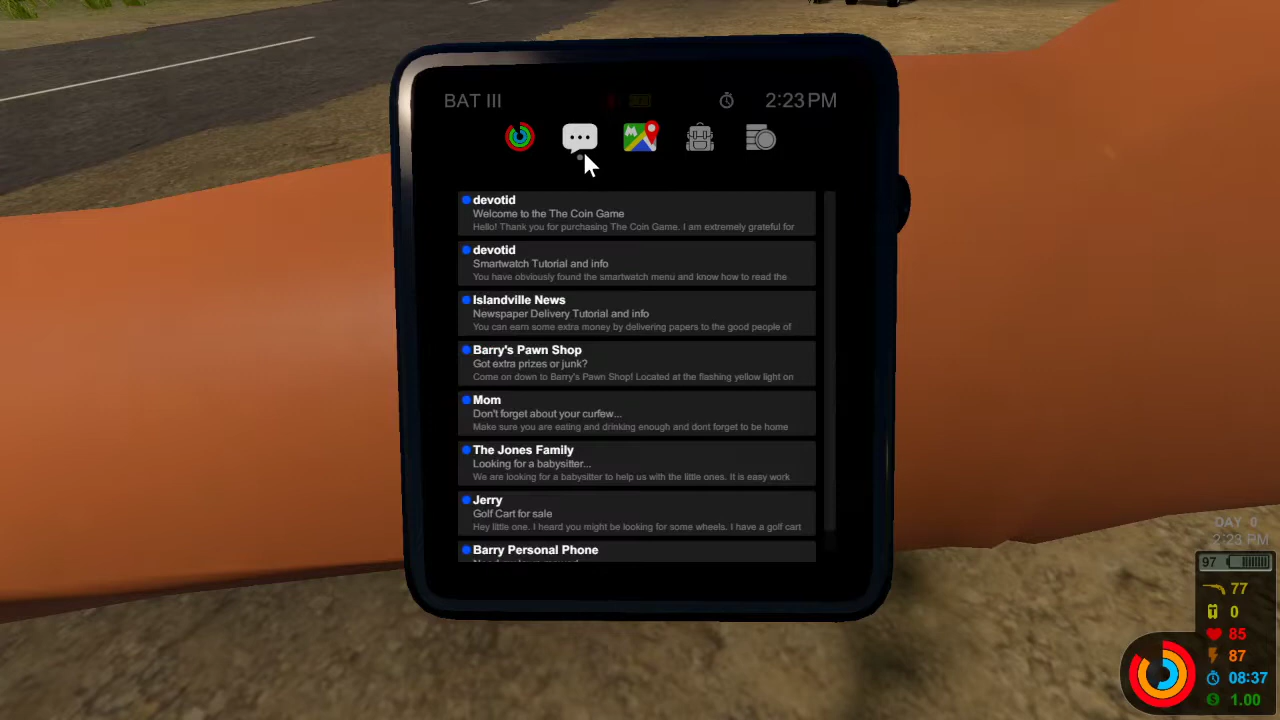 BAT III
2:23 PM
devotid
Welcome to the The Coin Game
Hello! Thank you for purchasing The Coin Game. I am extremely grateful for
devotid
Smartwatch Tutorial and info
You have obviously found the smartwatch menu and know how to read the
Islandville News
Newspaper Delivery Tutorial and info
You can earn some extra money by delivering papers to the good people of
Barry's Pawn Shop
Got extra prizes or junk?
Come on down to Barry's Pawn Shop! Located at the flashing yellow light on
Mom
Don't forget about your curfew...
Make sure you are eating and drinking enough and dont forget to be home
The Jones Family
Looking for a babysitter...
We are looking for a babysitter to help us with the little ones. It is easy work
Jerry
Golf Cart for sale
Hey little one. I heard you might be looking for some wheels. I have a golf cart
Barry Personal Phone
DAY 0
2:23 PM
97
77
0
85
87
08:37
1.00